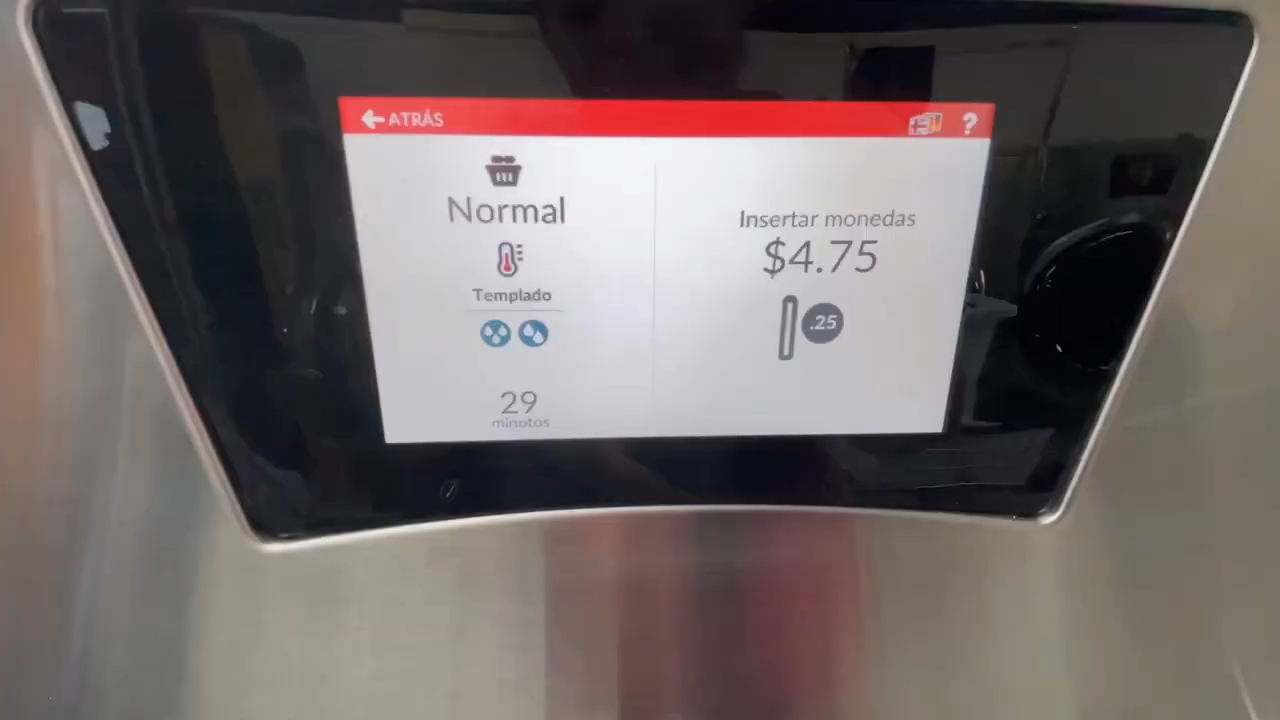 ATRÁS
?
Normal
Templado
29
minutos
Insertar monedas
$4.75
.25